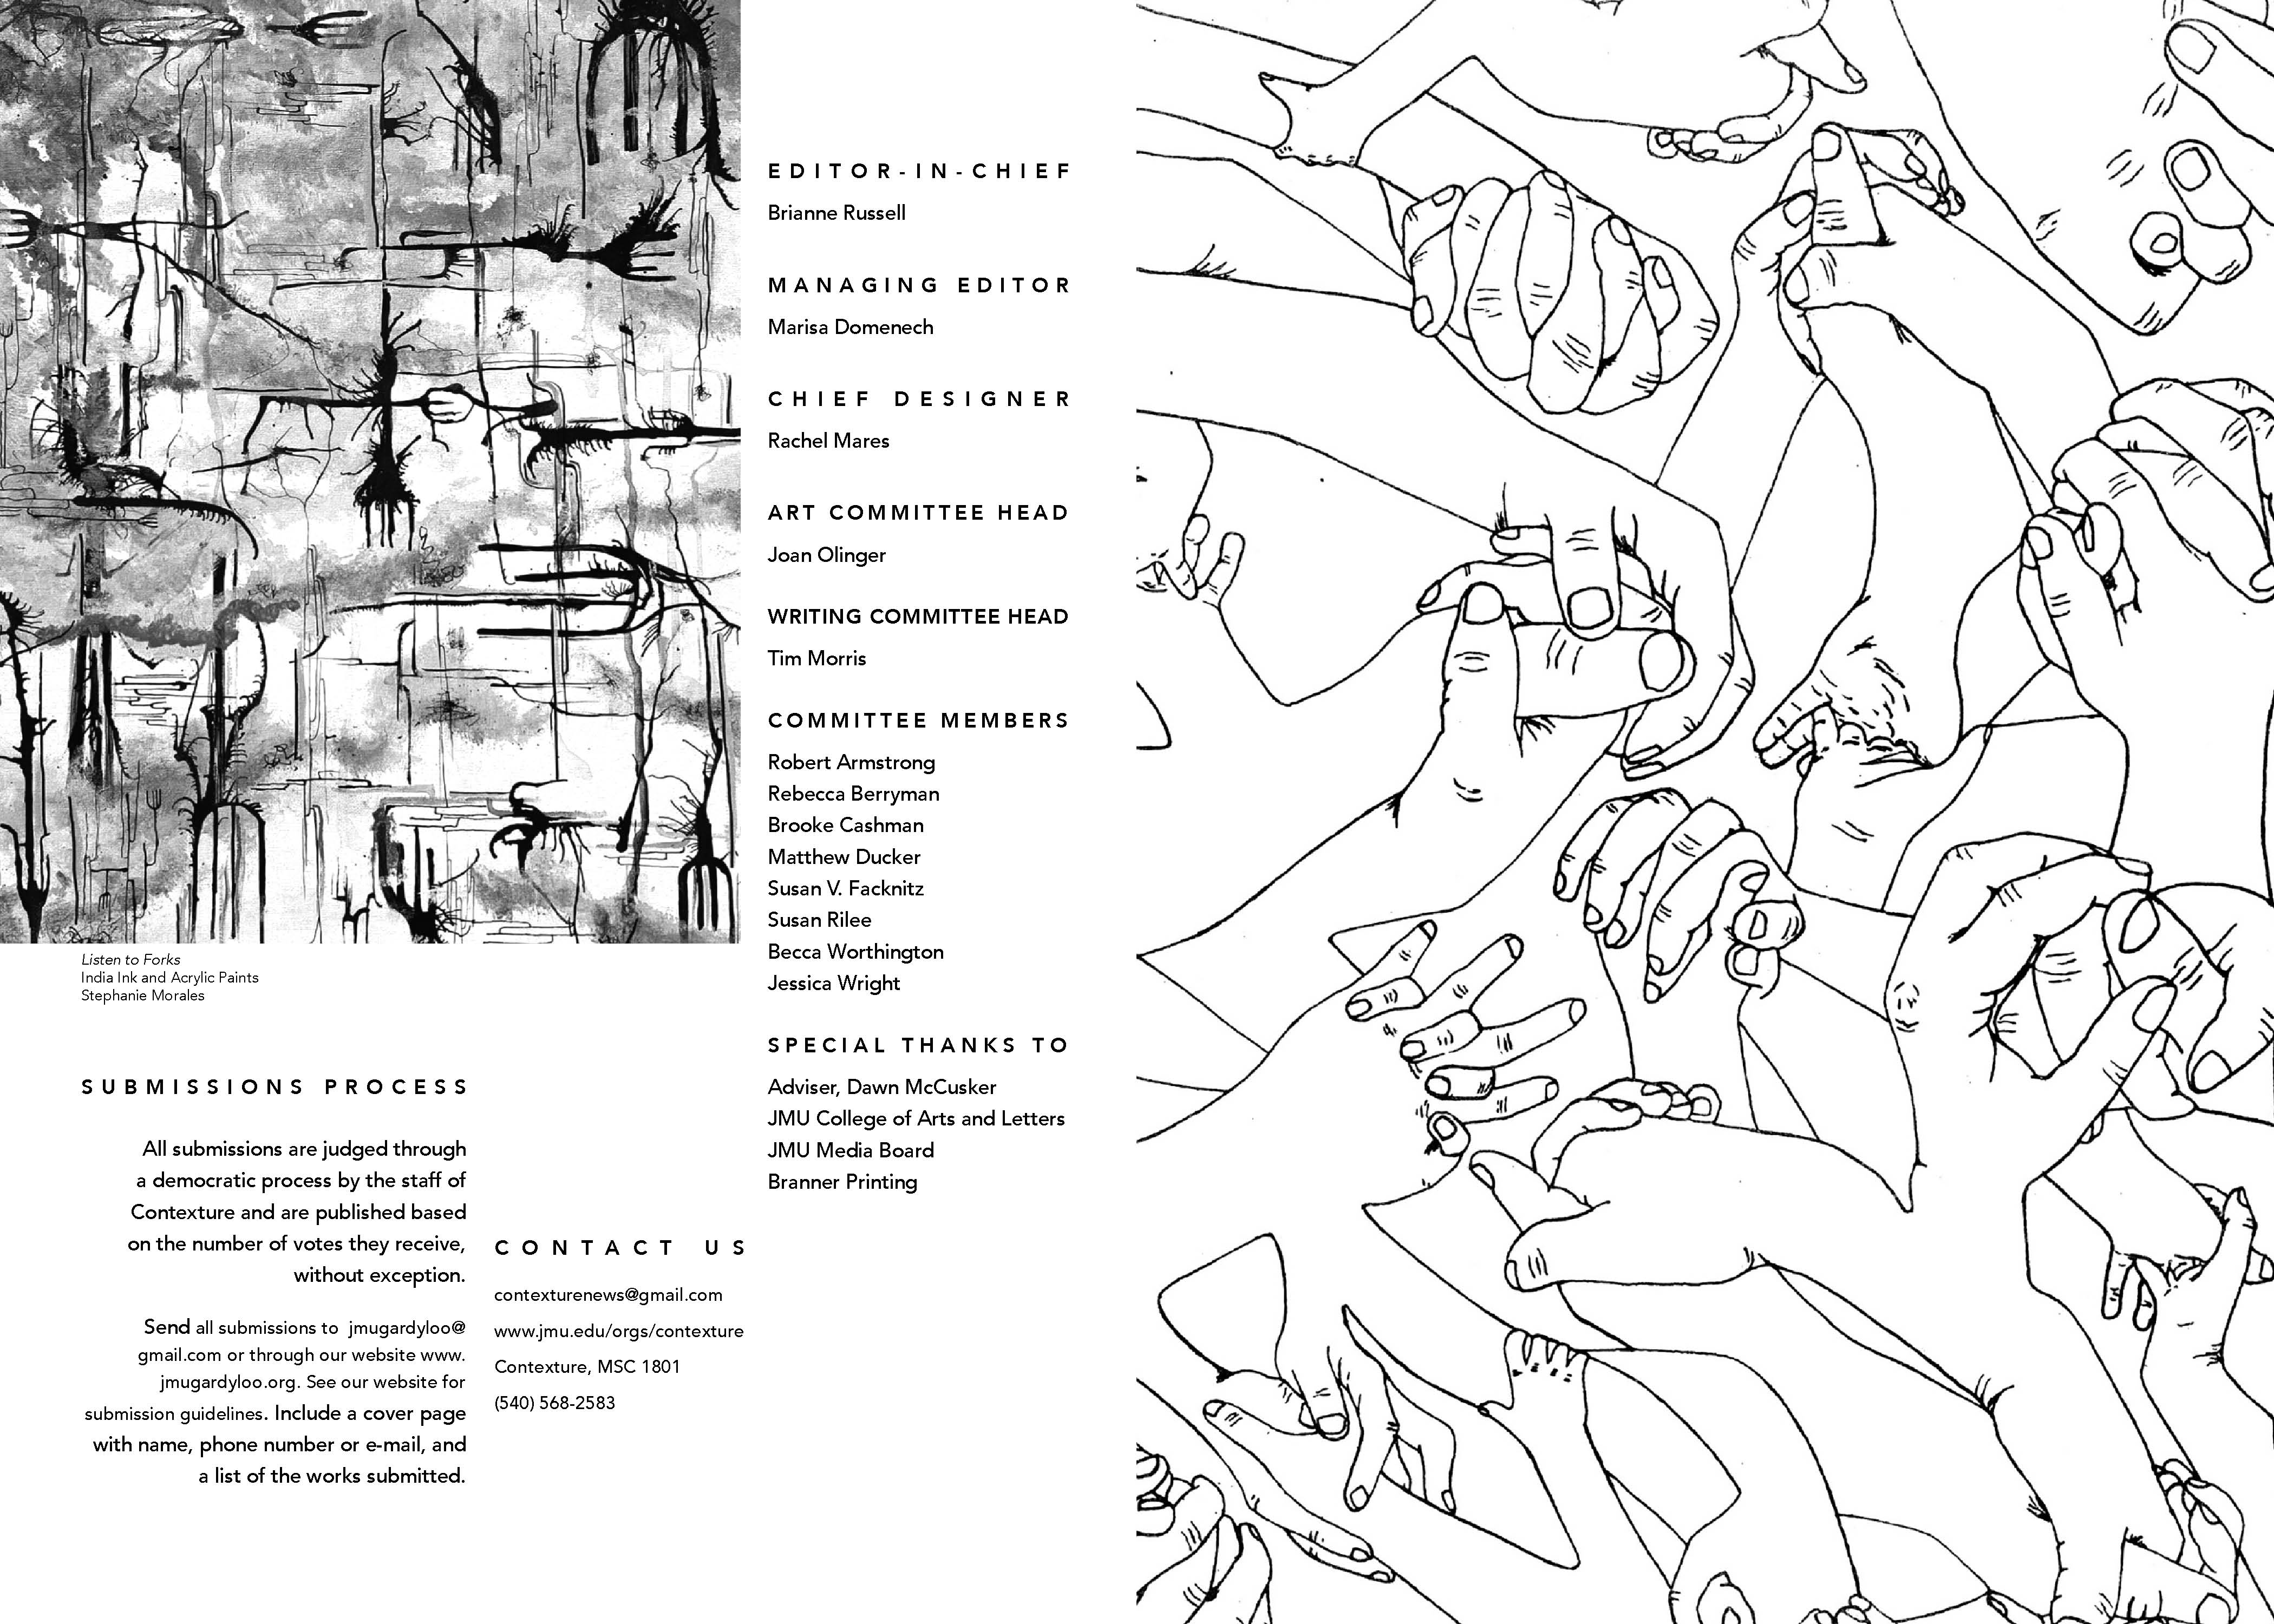 Listen to Forks
India Ink and Acrylic Paints
Stephanie Morales
SUBMISSIONS PROCESS
All submissions are judged through
a democratic process by the staff of
Contexture and are published based
on the number of votes they receive,
without exception.
Send all submissions to jmugardyloo@
gmail.com or through our website www.
jmugardyloo.org. See our website for
submission guidelines. Include a cover page
with name, phone number or e-mail, and
a list of the works submitted.
CONTACT US
contexturenews@gmail.com
www.jmu.edu/orgs/contexture
Contexture, MSC 1801
(540) 568-2583
EDITOR-IN-CHIEF
Brianne Russell
MANAGING EDITOR
Marisa Domenech
CHIEF DESIGNER
Rachel Mares
ART COMMITTEE HEAD
Joan Olinger
WRITING COMMITTEE HEAD
Tim Morris
COMMITTEE MEMBERS
Robert Armstrong
Rebecca Berryman
Brooke Cashman
Matthew Ducker
Susan V. Facknitz
Susan Rilee
Becca Worthington
Jessica Wright
SPECIAL THANKS TO
Adviser, Dawn McCusker
JMU College of Arts and Letters
JMU Media Board
Branner Printing